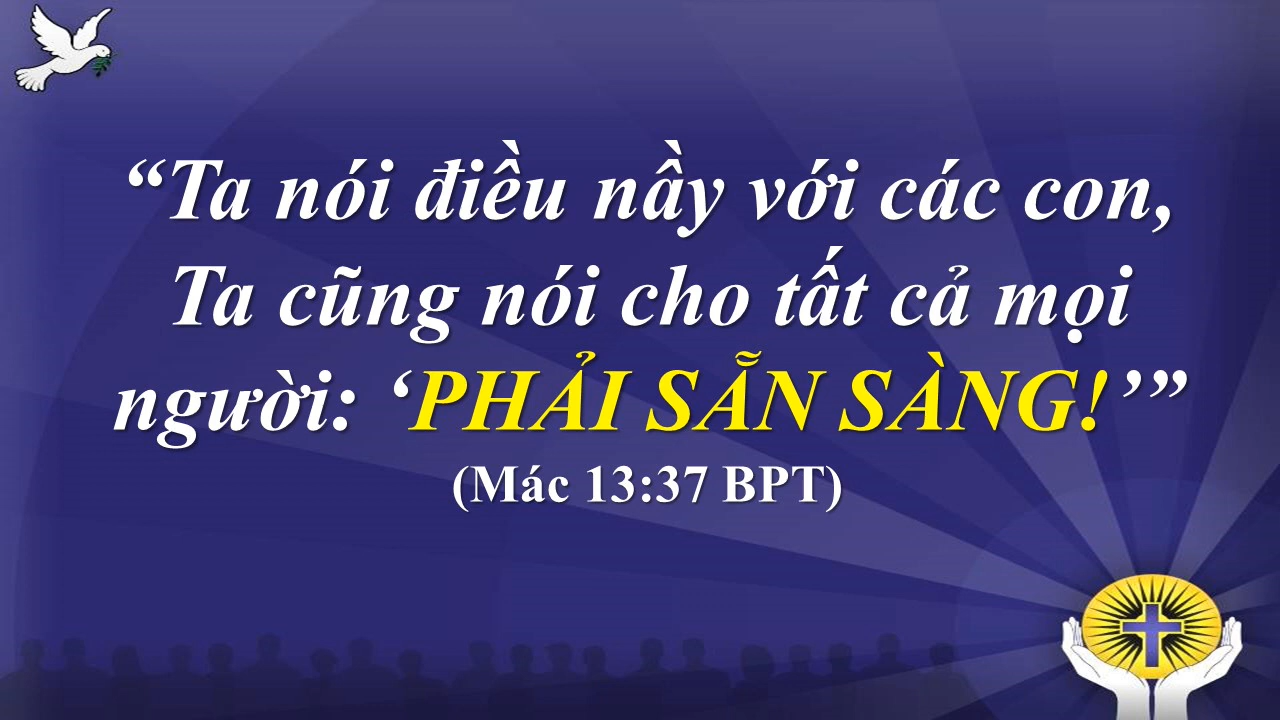 “Ta nói điều nầy với các con,
Ta cũng nói cho tất cả mọi
người: ‘PHẢI SẴN SÀNG!’”
(Mác 13:37 BPT)